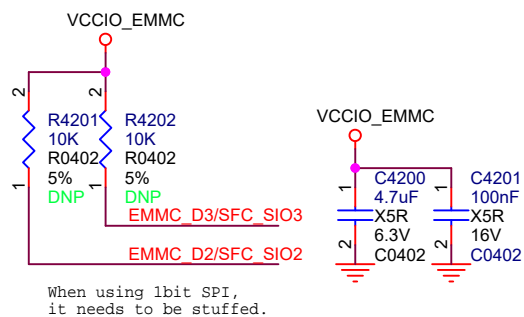 VCCIO_EMMC
2
2
R4201
R4202
10K
10K
R0402
R0402
5%
5%
1
DNP
1
DNP
EMMC_D3/SFC_SIO3
EMMC_D2/SFC_SIO2
When using 1bit SPI,
it needs to be stuffed.
VCCIO_EMMC
1
C4200
1
C4201
4.7uF
100nF
X5R
X5R
2
6.3V
2
16V
C0402
C0402